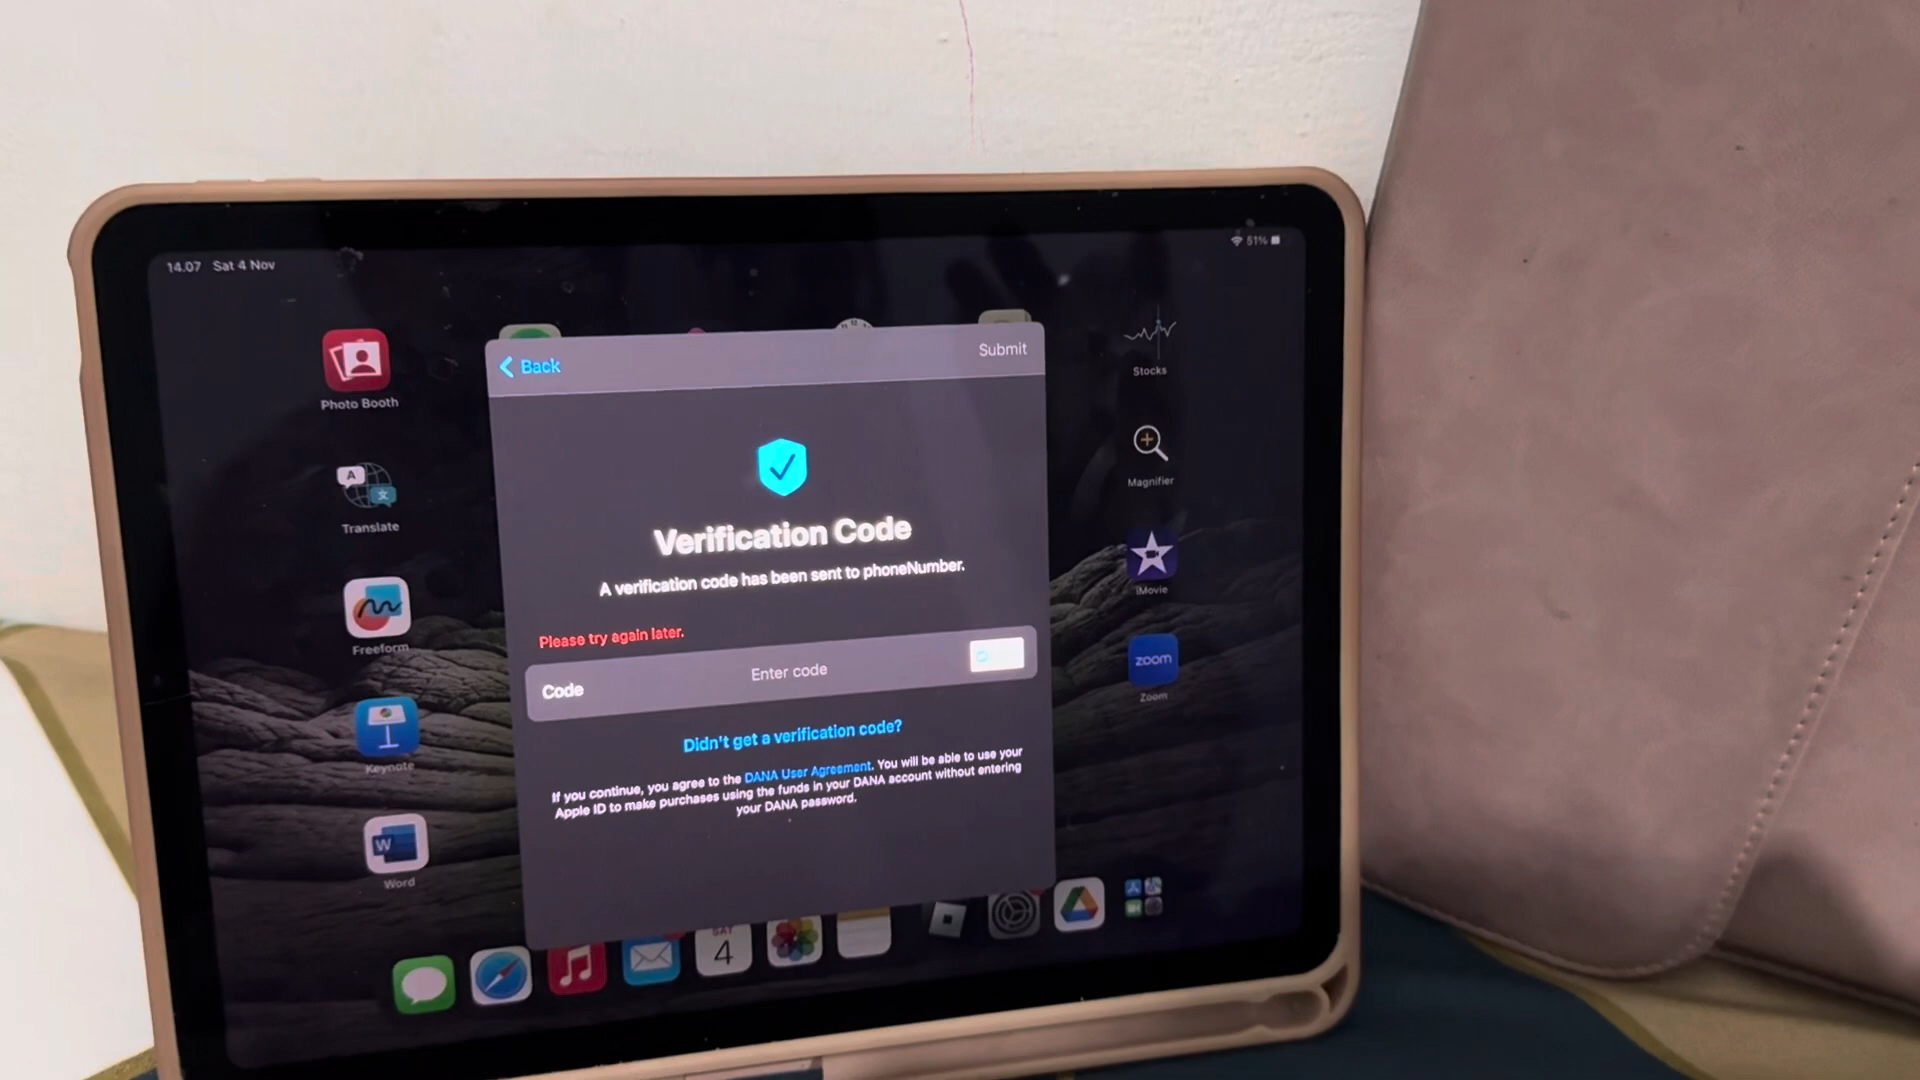 14.07 Sat 4 Nov
51%
Photo Booth
Translate
Freeform
Keynote
W
Word
Back
Submit
Verification Code
A verification code has been sent to phoneNumber.
Please try again later.
Code
Enter code
Didn't get a verification code?
If you continue, you agree to the DANA User Agreement. You will be able to use your
Apple ID to make purchases using the funds in your DANA account without entering
your DANA password.
Stocks
Magnifier
iMovie
zoom
Zoom
SAT
4